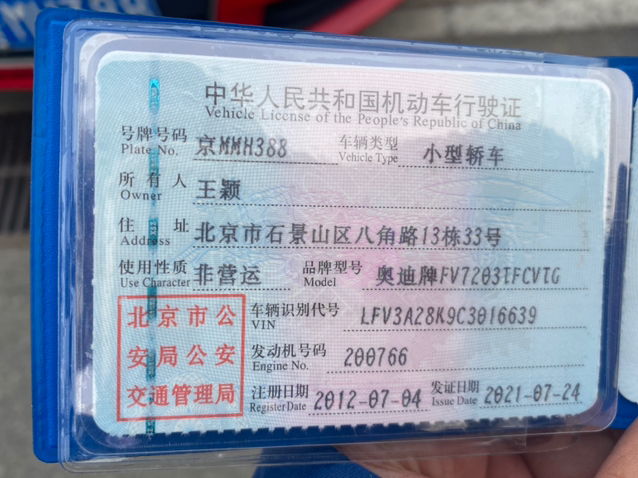 中华人民共和国机动车行驶证
Vehicle License of the People's Republic of China
号牌号码 京MMH388 车辆类型 小型轿车
Plate No. Vehicle Type
所有人 王颖
Owner
住址 北京市石景山区八角路13栋33号
Address
使用性质 非营运 品牌型号 奥迪牌FV7203TFCVTG
Use Character Model
北京市公
安局公安
交通管理局
车辆识别代号 LFV3A28K9C3016639
VIN
发动机号码 200766
Engine No.
注册日期 2012-07-04 发证日期 2021-07-24
Register Date Issue Date